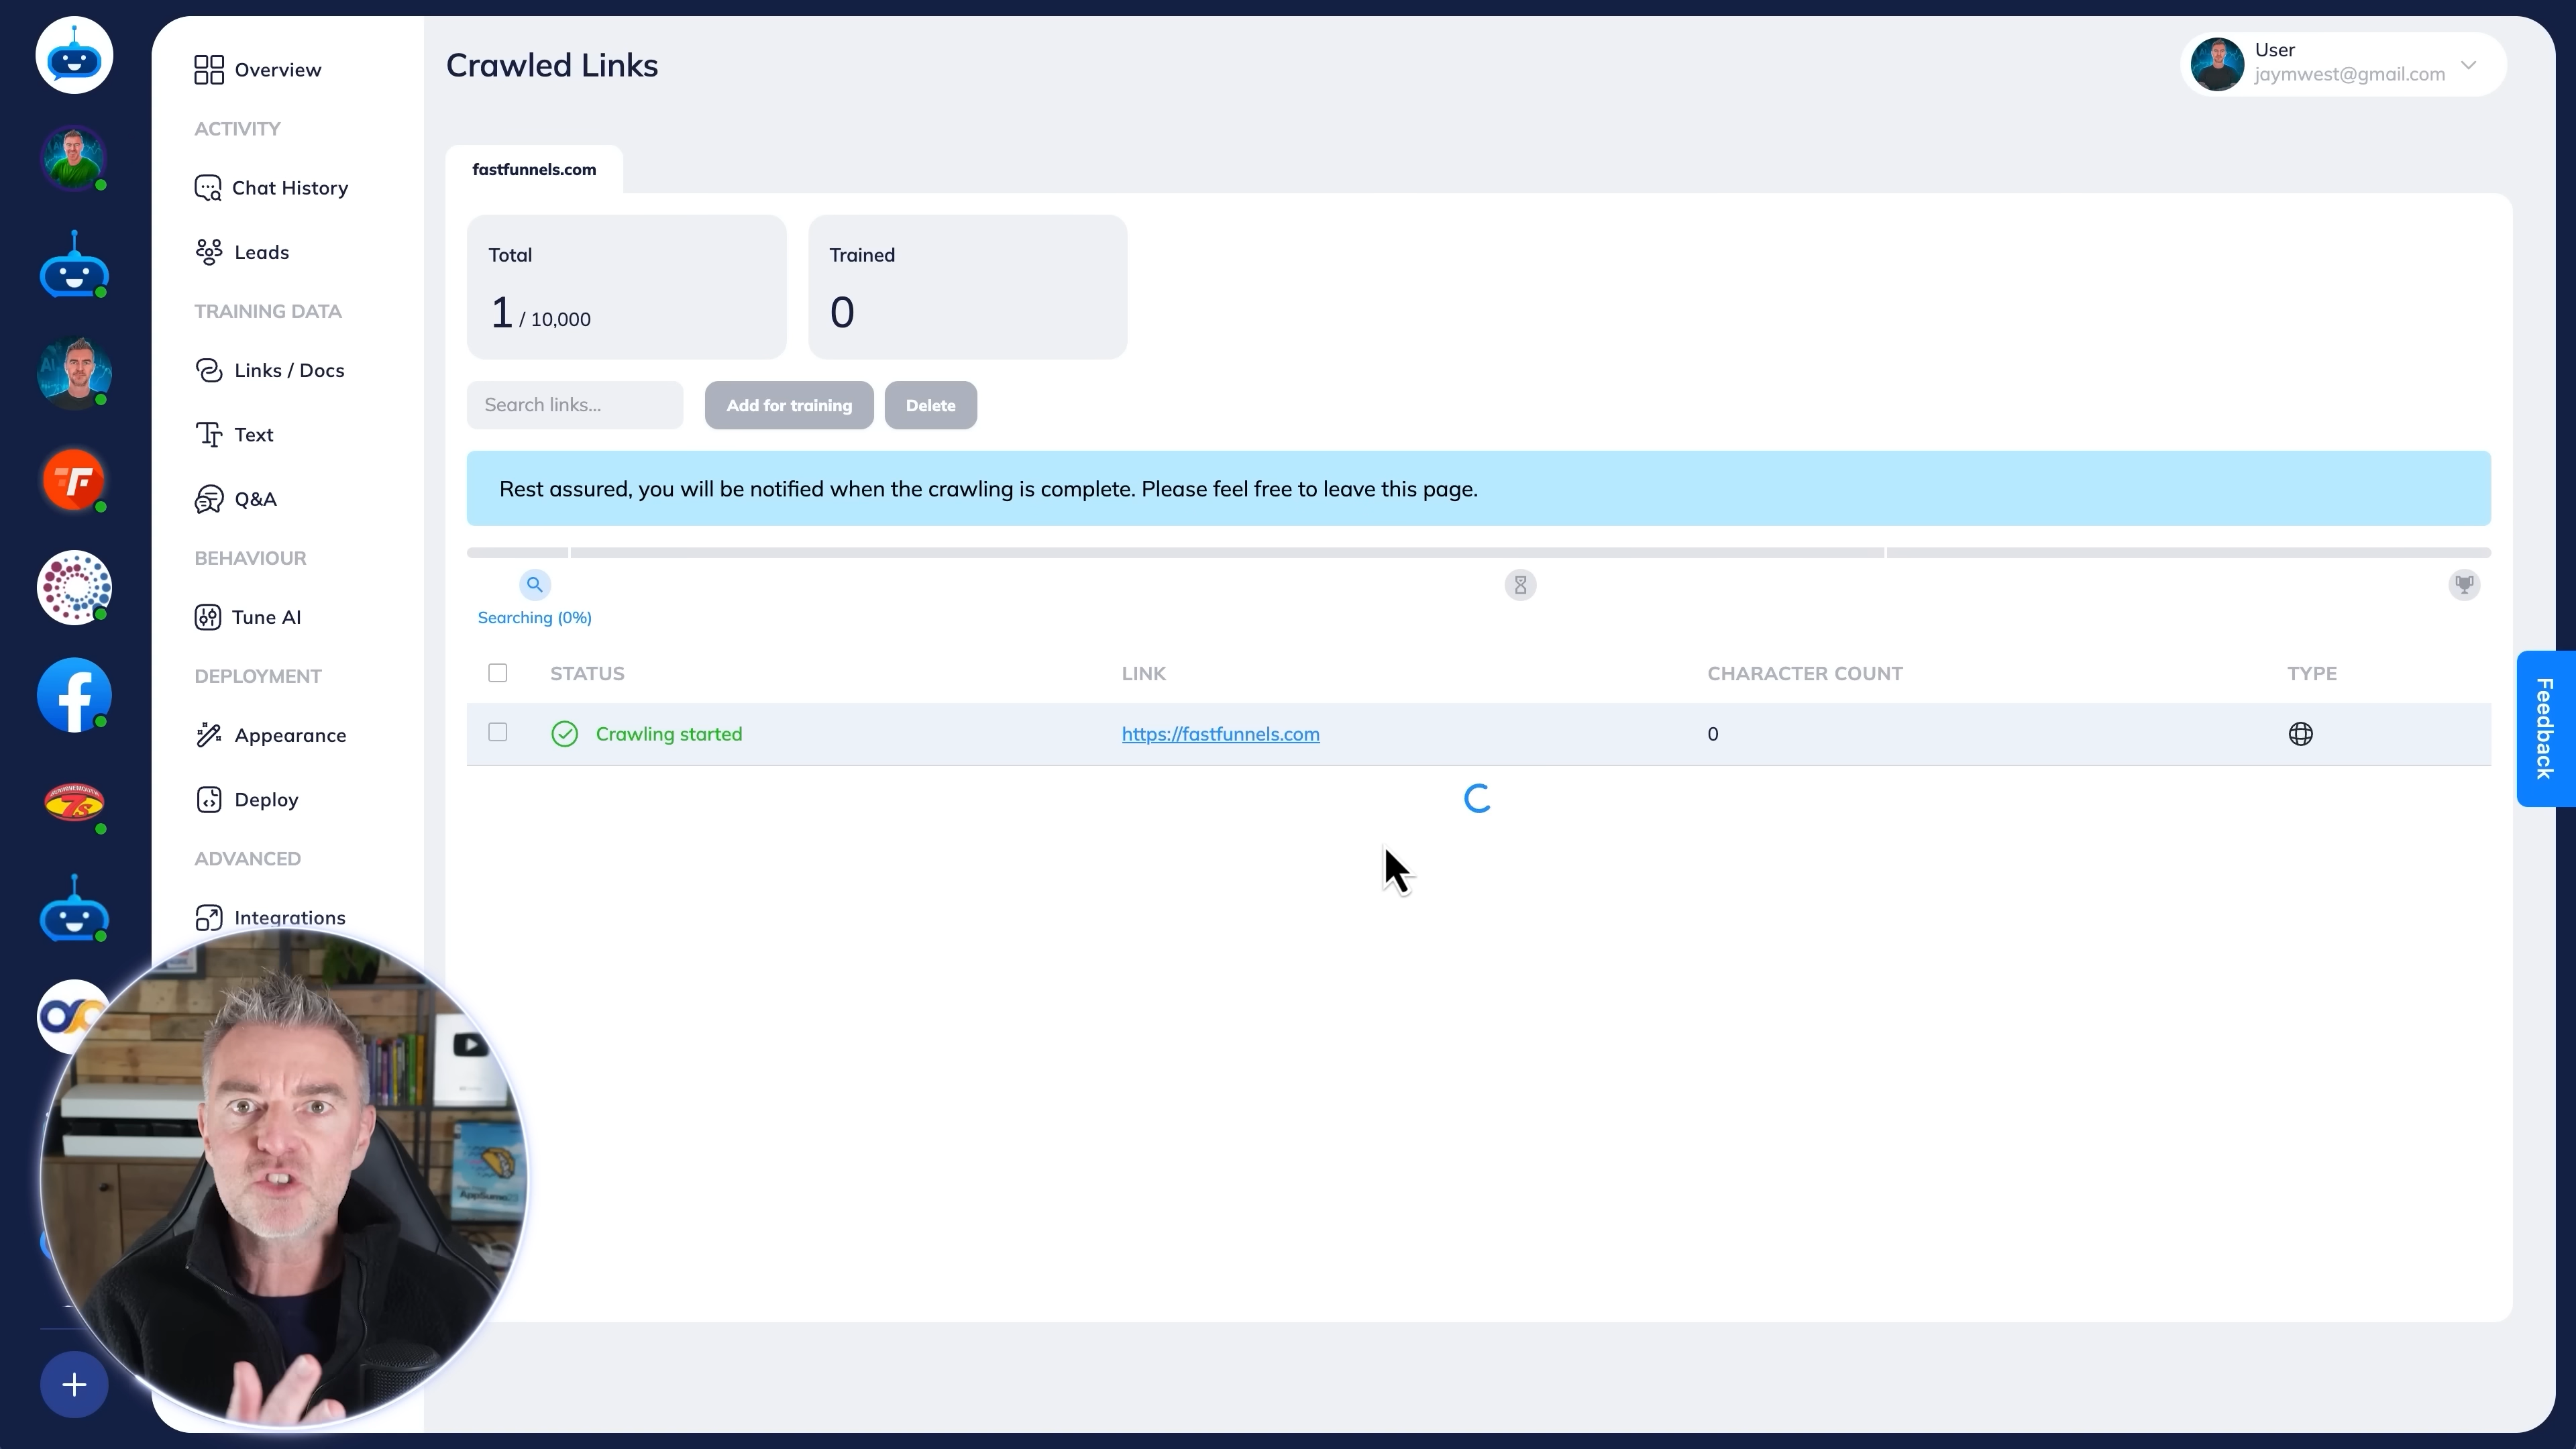 Overview
ACTIVITY
Chat History
Leads
TRAINING DATA
Links / Docs
Text
Q&A
BEHAVIOUR
Tune AI
DEPLOYMENT
Appearance
Deploy
ADVANCED
Integrations
Crawled Links
User
jaymwest@gmail.com
fastfunnels.com
Total
1 / 10,000
Trained
0
Search links...
Add for training
Delete
Rest assured, you will be notified when the crawling is complete. Please feel free to leave this page.
Searching (0%)
STATUS LINK CHARACTER COUNT TYPE
Crawling started https://fastfunnels.com 0
Feedback
AppSumo